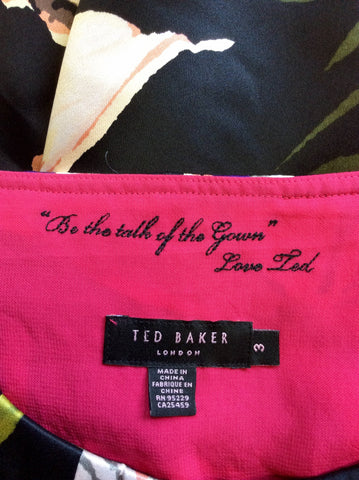 "Be the talk of the Gown"
Love Ted
TED BAKER
LONDON
3
MADE IN
CHINA
FABRIQUE EN
CHINE
RN 95229
CA25459